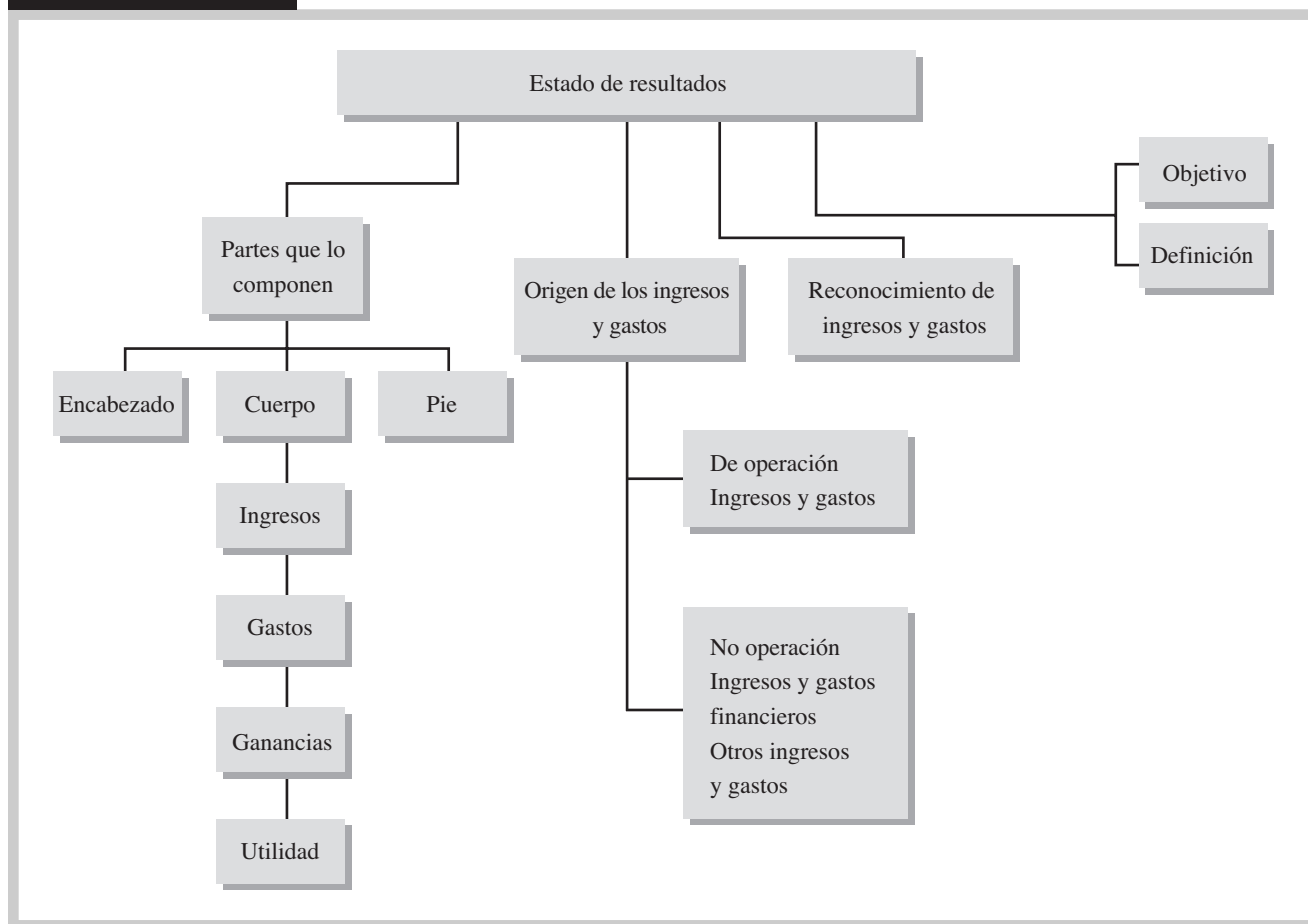 Estado de resultados
Objetivo
Definición
Partes que lo
componen
Origen de los ingresos
y gastos
Reconocimiento de
ingresos y gastos
Encabezado
Cuerpo
Pie
De operación
Ingresos y gastos
Ingresos
Gastos
No operación
Ingresos y gastos
financieros
Otros ingresos
y gastos
Ganancias
Utilidad